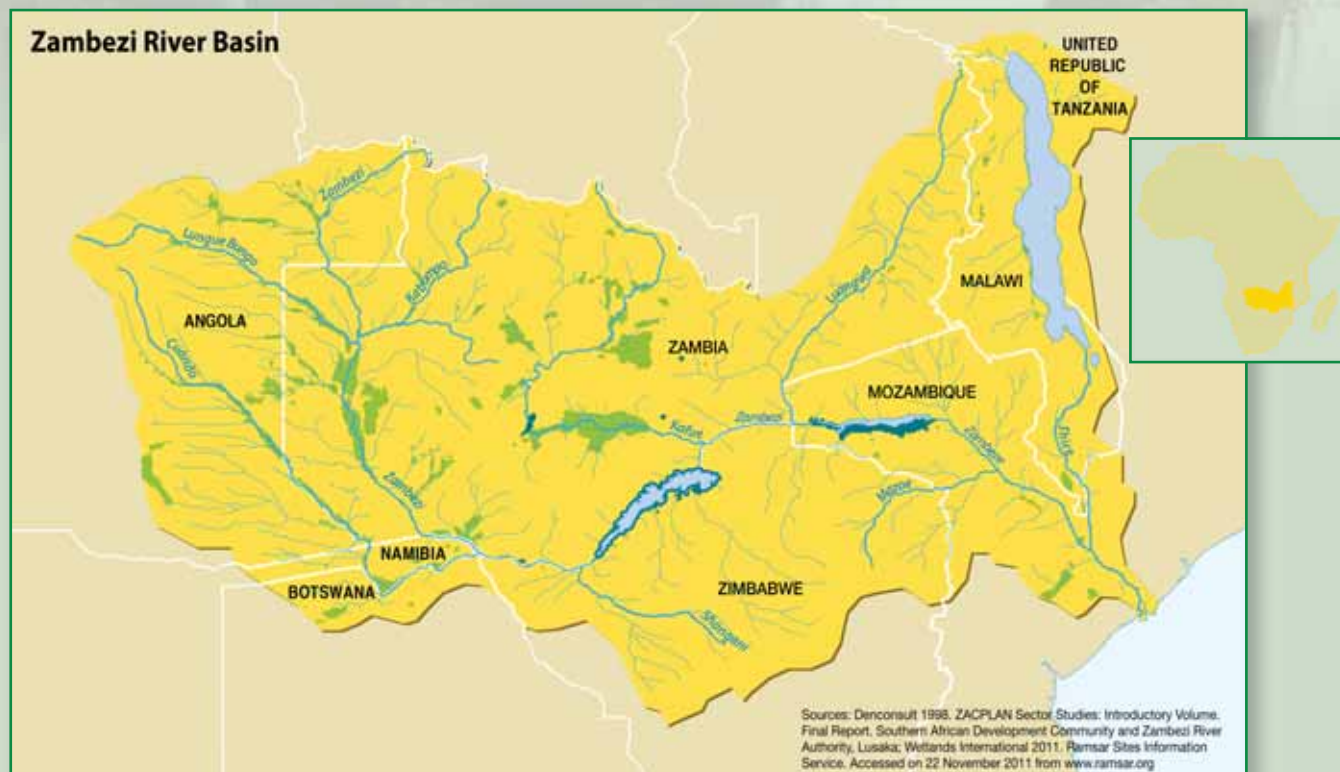 Zambezi River Basin
UNITED
REPUBLIC
OF
TANZANIA
Zambezi
Lungue Bungo
Kabompo
Luangwa
MALAWI
ANGOLA
ZAMBIA
MOZAMBIQUE
Zambezi
Kafue
Zambezi
Shire
Zambezi
Mazoe
NAMIBIA
BOTSWANA
ZIMBABWE
Shangani
Sources: Denconsult 1998. ZACPLAN Sector Studies: Introductory Volume.
Final Report. Southern African Development Community and Zambezi River
Authority, Lusaka; Wetlands International 2011. Ramsar Sites Information
Service. Accessed on 22 November 2011 from www.ramsar.org